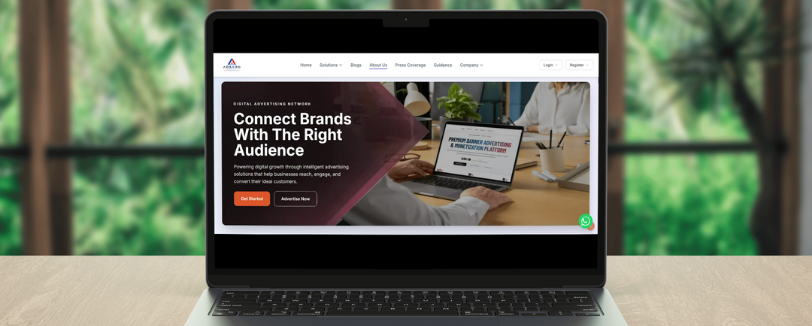 Home Solutions Blogs About Us Press Coverage Guidance Company Login Register
DIGITAL ADVERTISING NETWORK
Connect Brands
With The Right
Audience
Powering digital growth through intelligent advertising
solutions that help businesses reach, engage, and
convert their ideal customers.
Get Started Advertise Now
PREMIUM BANNER ADVERTISING
& MONETIZATION PLATFORM